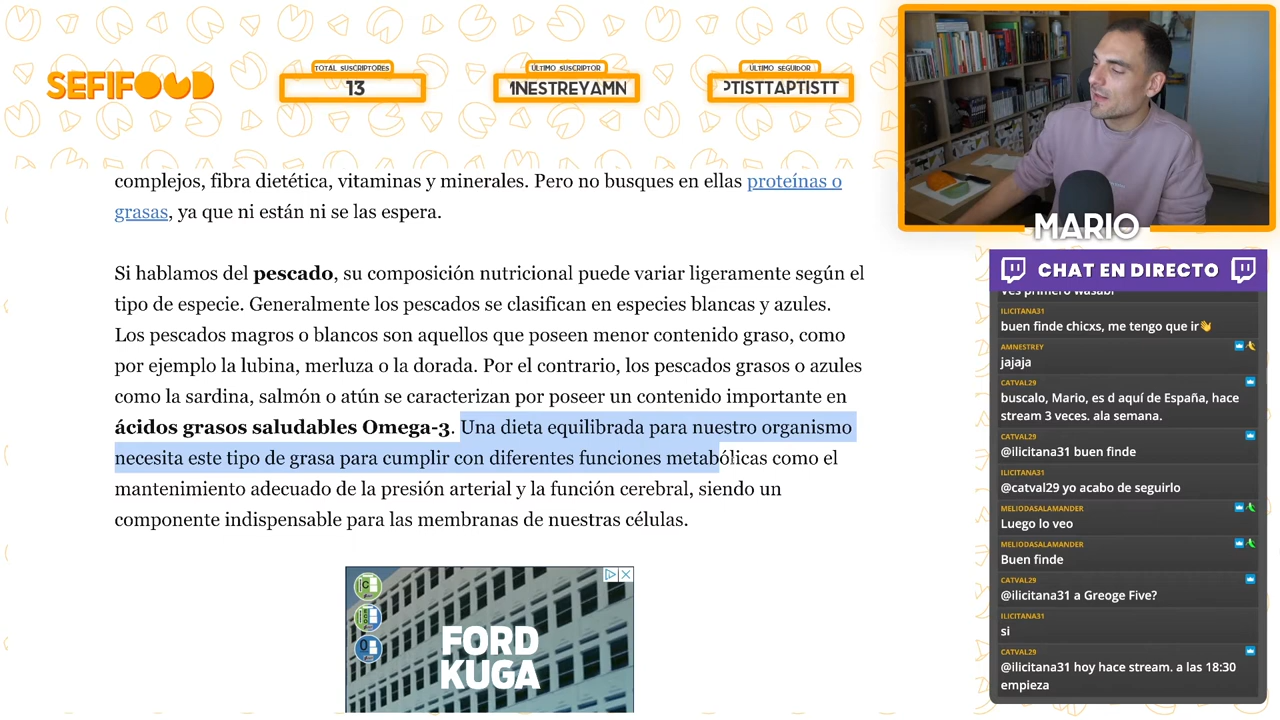 SEFIFOOD
TOTAL SUSCRIPTORES
13
ÚLTIMO SUSCRIPTOR
MNESTREYAMN
ÚLTIMO SEGUIDOR
PTISTTAPTISTT
complejos, fibra dietética, vitaminas y minerales. Pero no busques en ellas proteínas o
grasas, ya que ni están ni se las espera.
Si hablamos del pescado, su composición nutricional puede variar ligeramente según el
tipo de especie. Generalmente los pescados se clasifican en especies blancas y azules.
Los pescados magros o blancos son aquellos que poseen menor contenido graso, como
por ejemplo la lubina, merluza o la dorada. Por el contrario, los pescados grasos o azules
como la sardina, salmón o atún se caracterizan por poseer un contenido importante en
ácidos grasos saludables Omega-3. Una dieta equilibrada para nuestro organismo
necesita este tipo de grasa para cumplir con diferentes funciones metabólicas como el
mantenimiento adecuado de la presión arterial y la función cerebral, siendo un
componente indispensable para las membranas de nuestras células.
FORD
KUGA
MARIO
CHAT EN DIRECTO
Ves primero wasabi
ILICITANA31
buen finde chicxs, me tengo que ir
AMNESTREY
jajaja
CATVAL29
buscalo, Mario, es d aquí de España, hace
stream 3 veces. ala semana.
CATVAL29
@ilicitana31 buen finde
ILICITANA31
@catval29 yo acabo de seguirlo
MELIODASALAMANDER
Luego lo veo
MELIODASALAMANDER
Buen finde
CATVAL29
@ilicitana31 a Greoge Five?
ILICITANA31
si
CATVAL29
@ilicitana31 hoy hace stream. a las 18:30
empieza